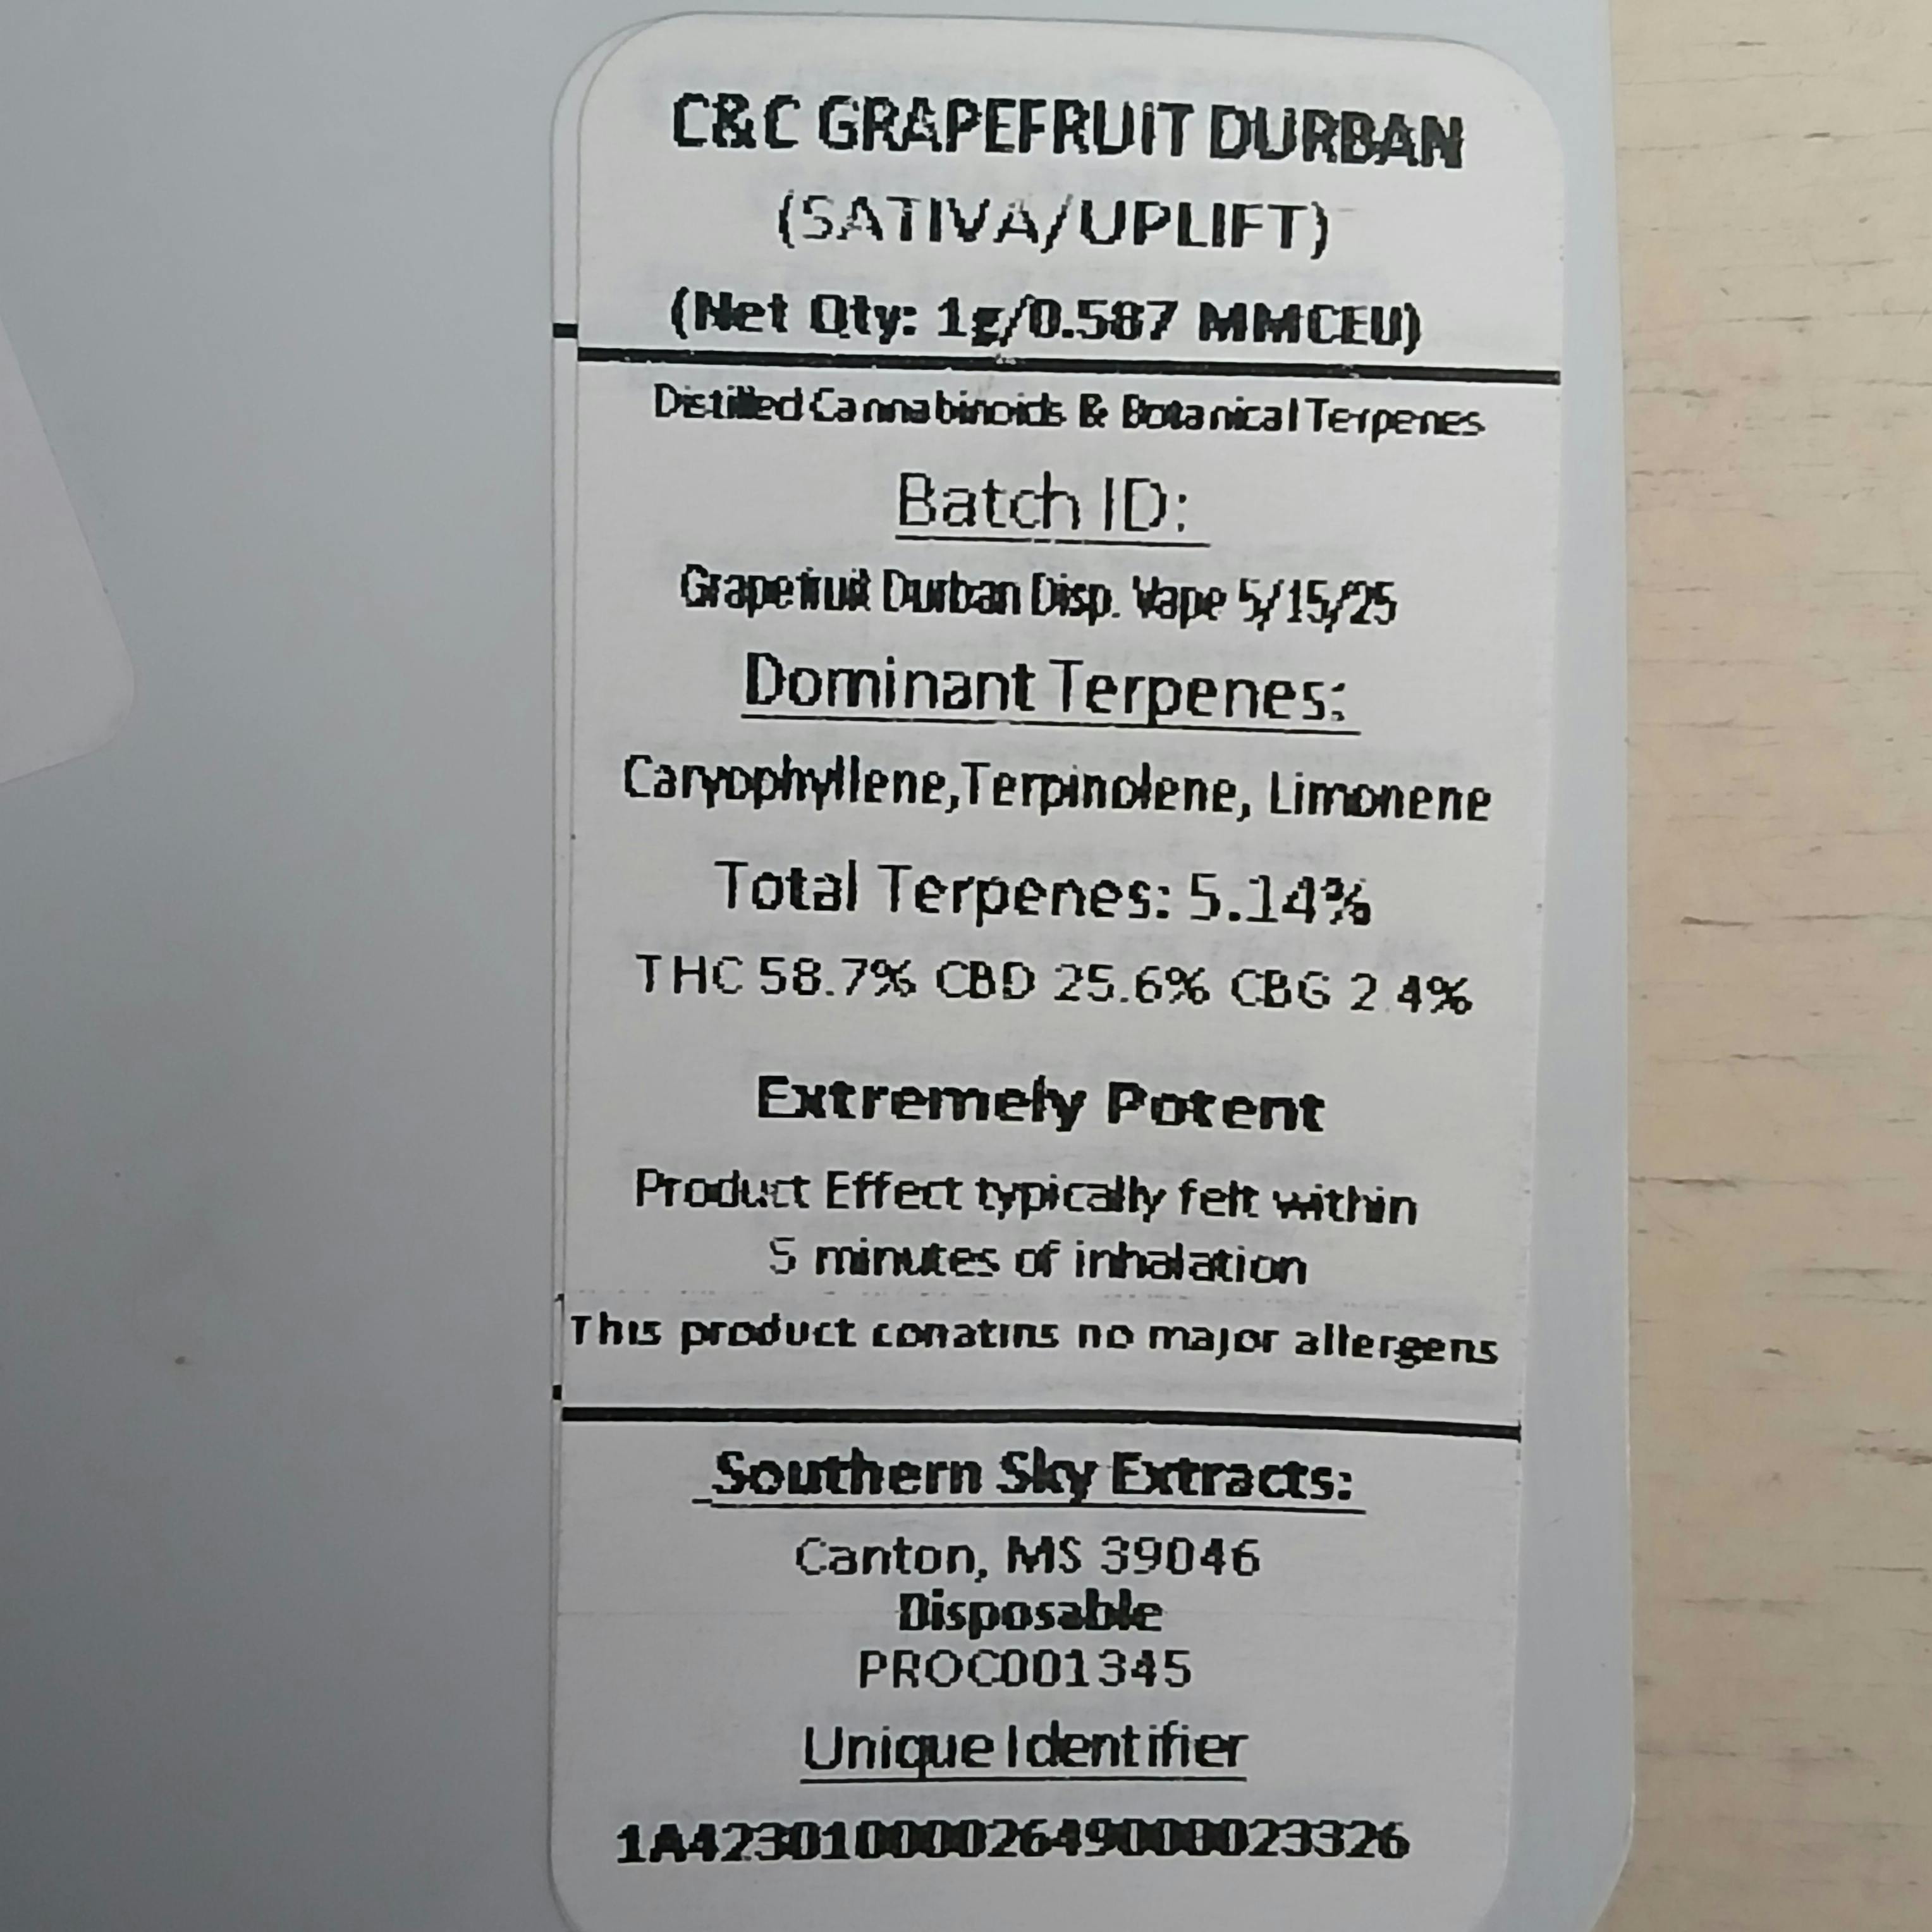 C&C GRAPEFRUIT DURBAN
(SATIVA/UPLIFT)
(Net Qty: 1g/0.587 MMCEU)
Distilled Cannabinoids & Botanical Terpenes
Batch ID:
Grapefruit Durban Disp. Vape 5/15/25
Dominant Terpenes:
Caryophyllene,Terpinolene, Limonene
Total Terpenes: 5.14%
THC 58.7% CBD 25.6% CBG 2.4%
Extremely Potent
Product Effect typically felt within
5 minutes of inhalation
This product conatins no major allergens
Southern Sky Extracts:
Canton, MS 39046
Disposable
PROC001345
Unique Identifier
1A4230100002649000023326